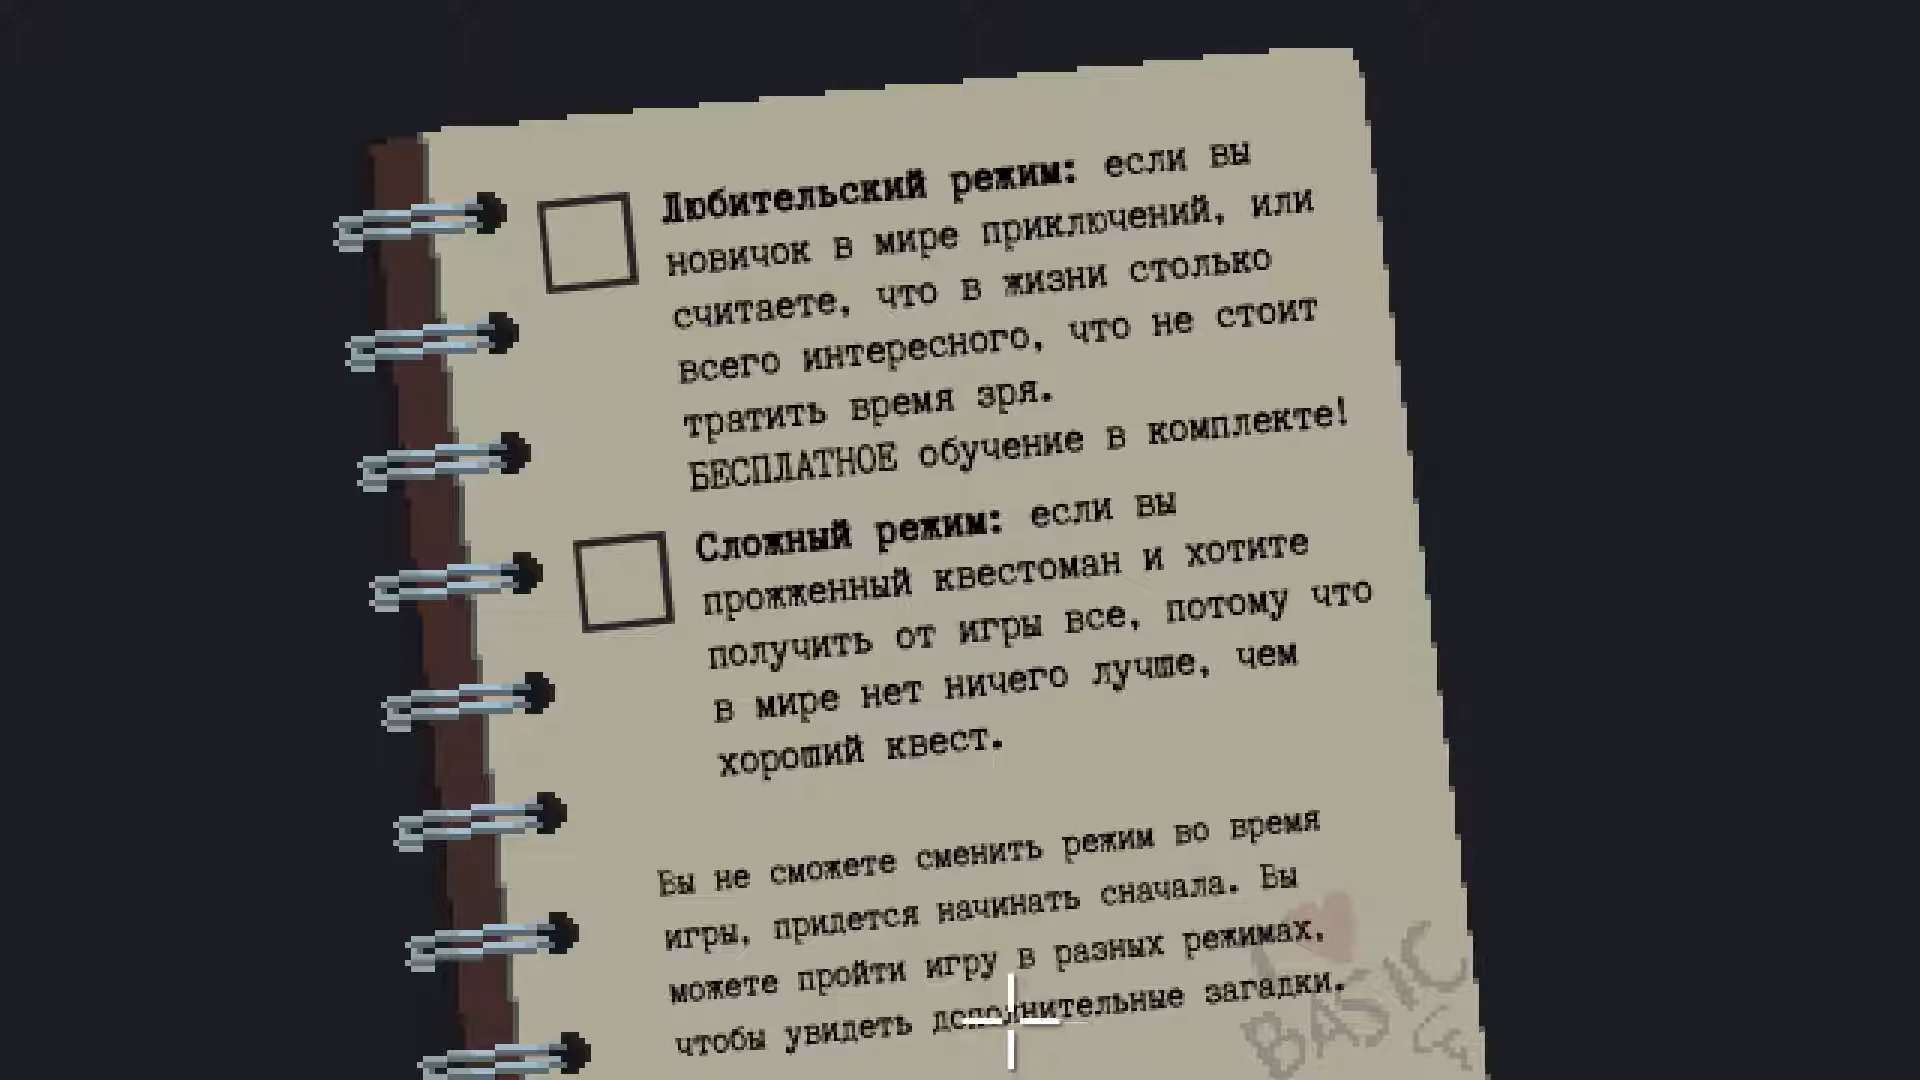 Любительский режим: если вы
новичок в мире приключений, или
считаете, что в жизни столько
всего интересного, что не стоит
тратить время зря.
БЕСПЛАТНОЕ обучение в комплекте!
Сложный режим: если вы
прожженный квестоман и хотите
получить от игры все, потому что
в мире нет ничего лучше, чем
хороший квест.
Вы не сможете сменить режим во время
игры, придется начинать сначала. Вы
можете пройти игру в разных режимах,
чтобы увидеть дополнительные загадки.
BASIC